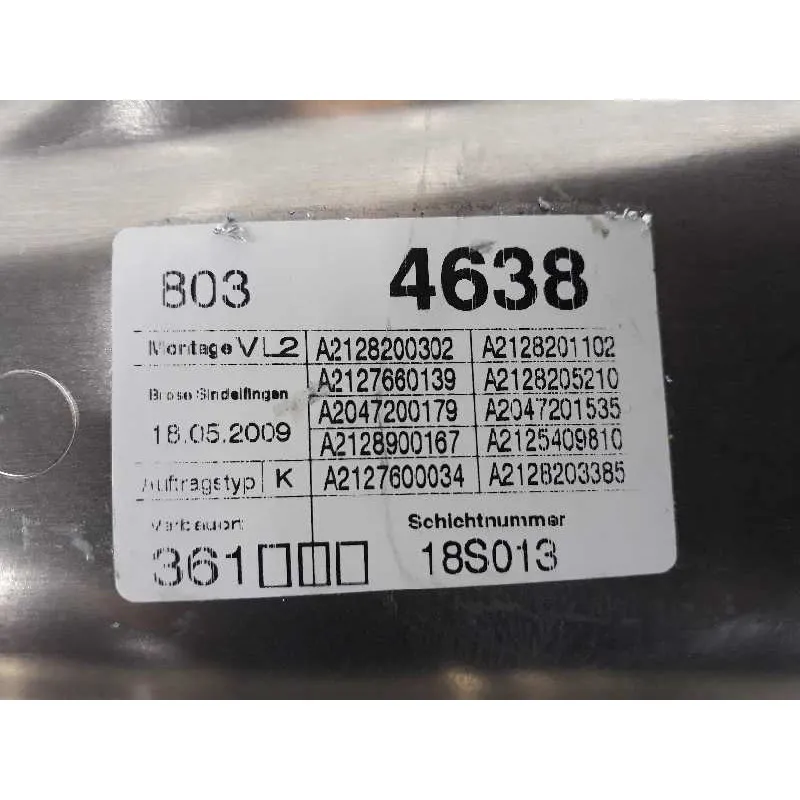 803 4638
Montage VL2 A2128200302 A2128201102
A2127660139 A2128205210
Brose Sindelfingen A2047200179 A2047201535
18.05.2009 A2128900167 A2125409810
Auftragstyp K A2127600034 A2128203385
Verbauort Schichtnummer
361 18S013